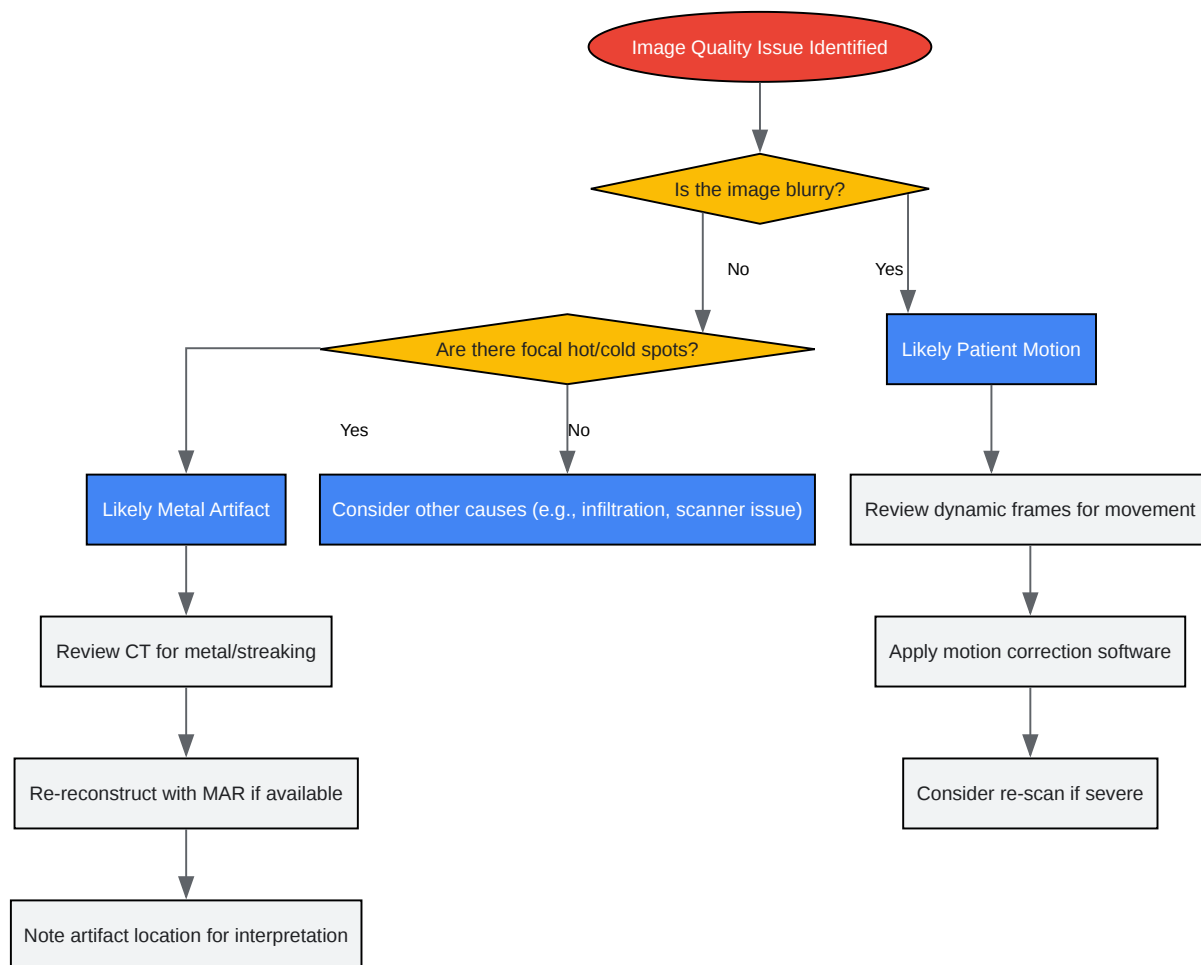 Image Quality Issue Identified
Is the image blurry?
No
Yes
Are there focal hot/cold spots?
Likely Patient Motion
Yes
No
Likely Metal Artifact
Consider other causes (e.g., infiltration, scanner issue)
Review dynamic frames for movement
Review CT for metal/streaking
Apply motion correction software
Re-reconstruct with MAR if available
Consider re-scan if severe
Note artifact location for interpretation